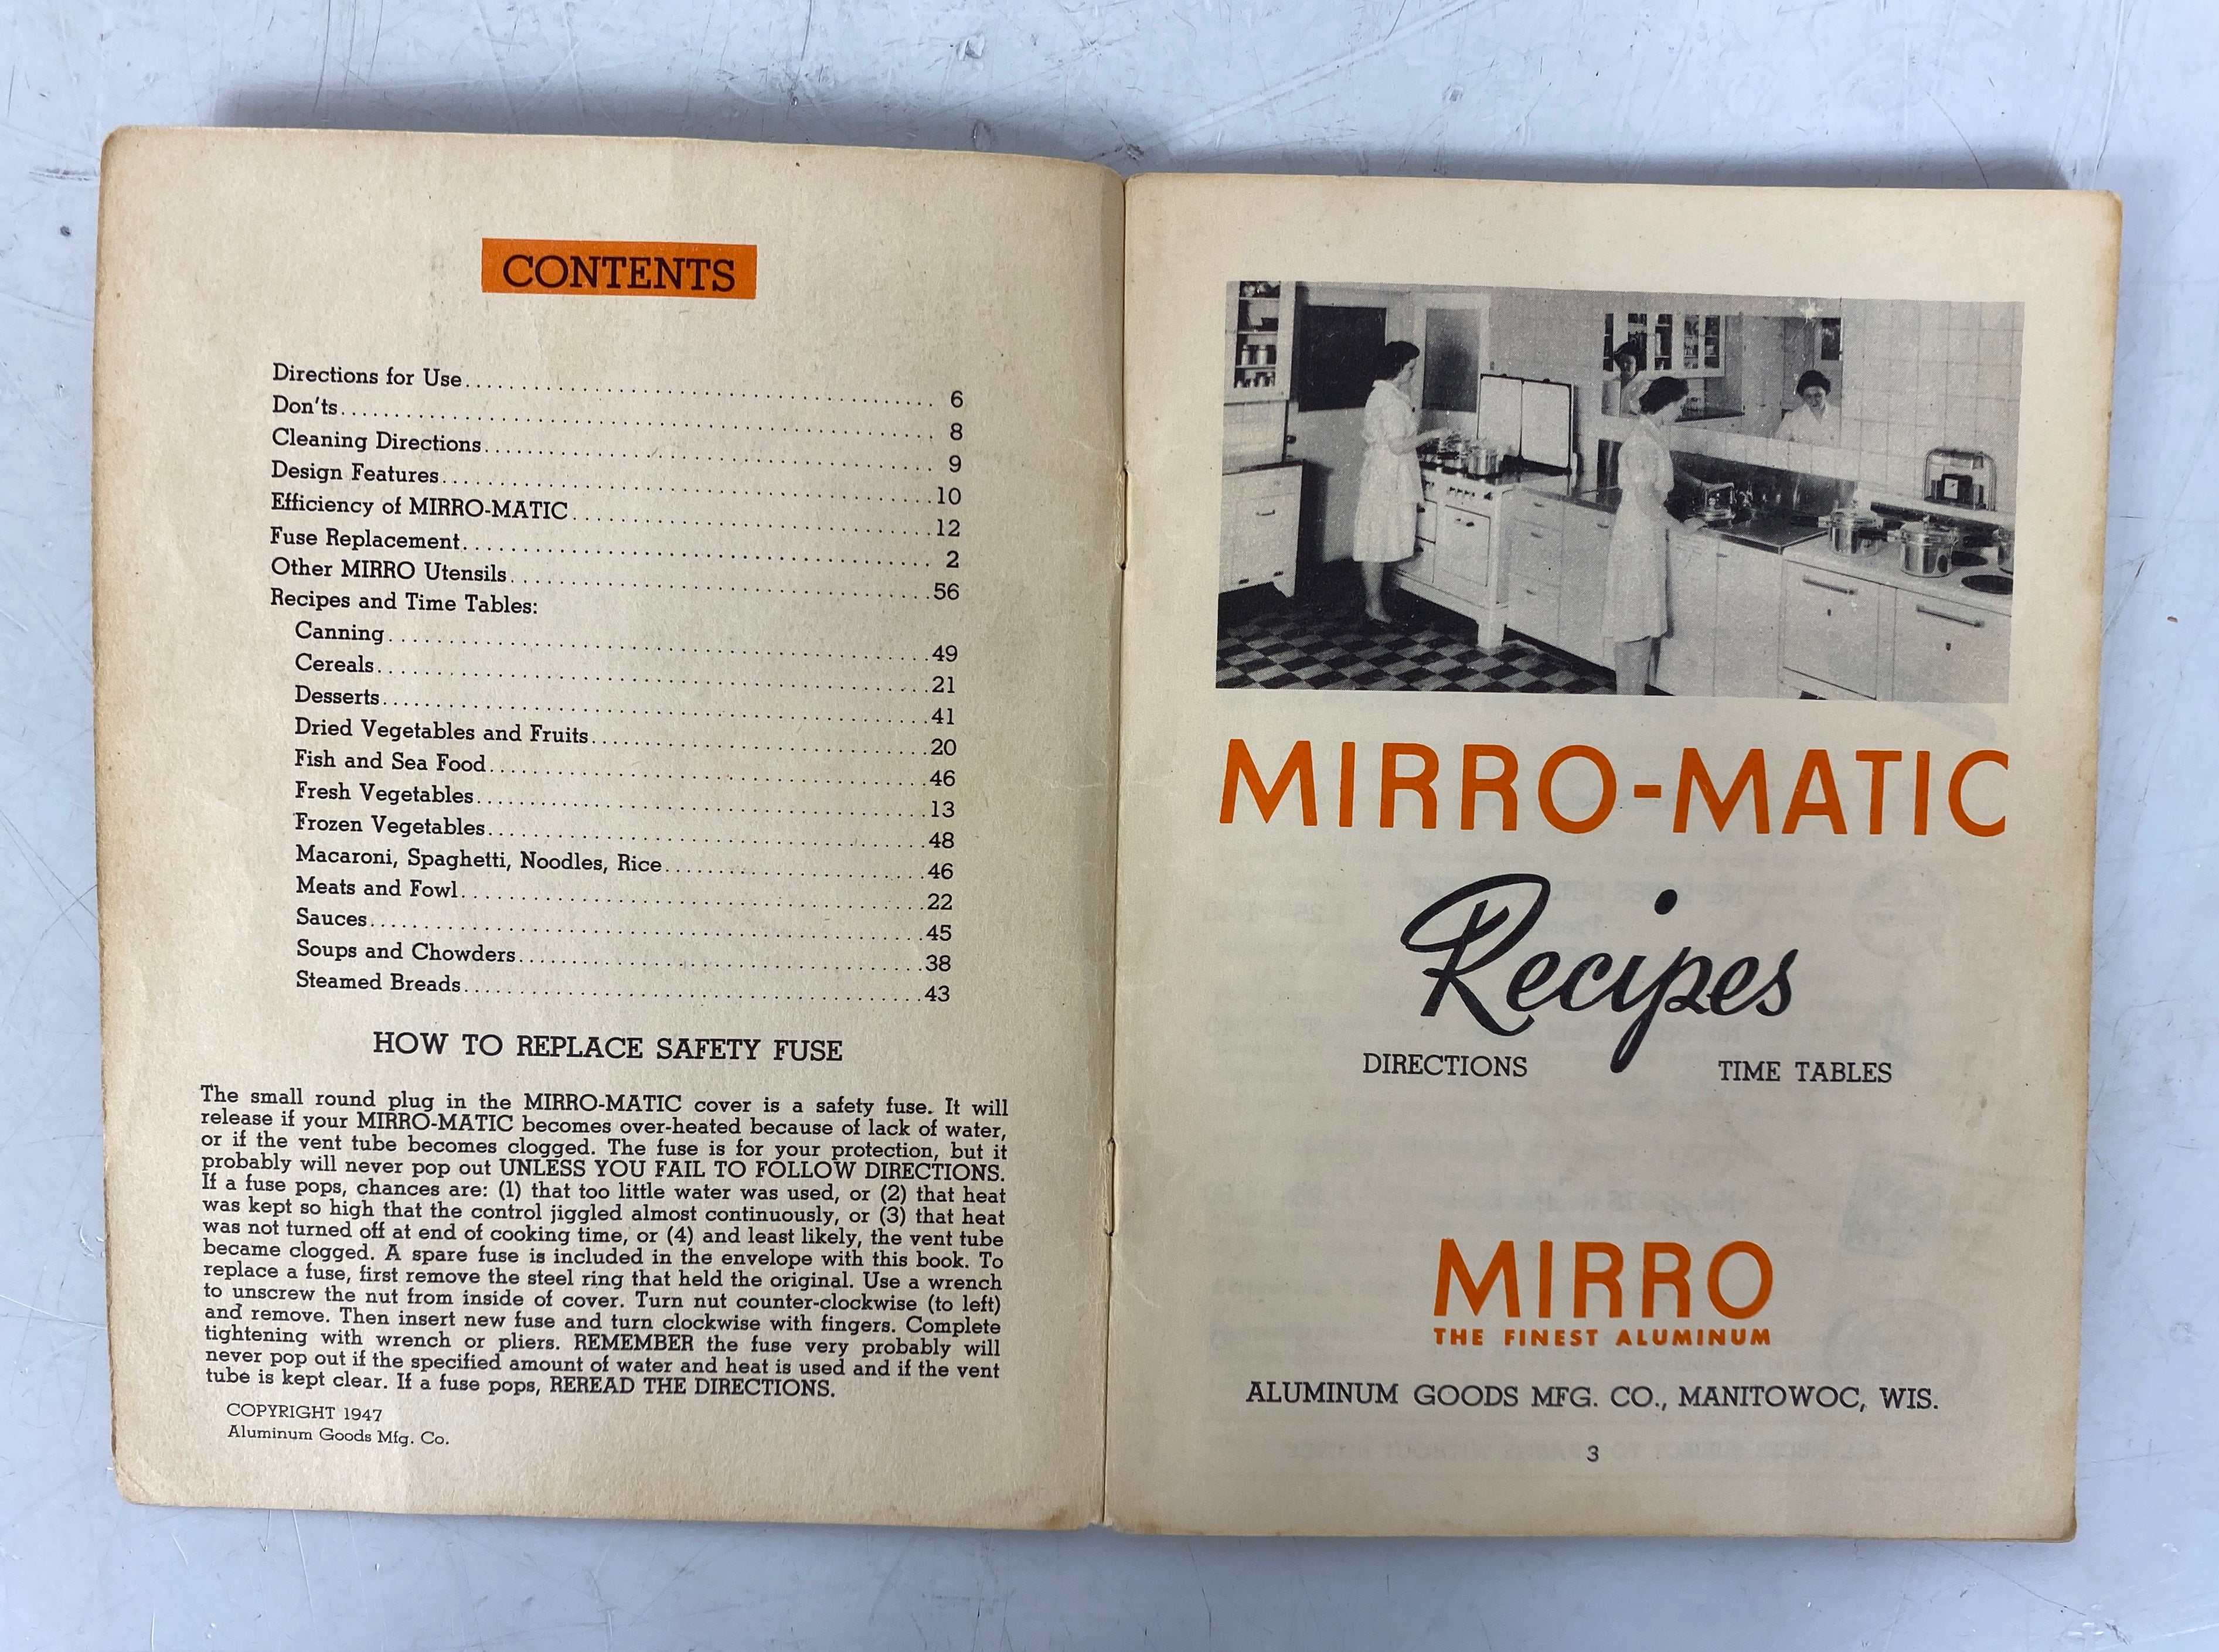 CONTENTS
Directions for Use 6
Don'ts 8
Cleaning Directions 9
Design Features 10
Efficiency of MIRRO-MATIC 12
Fuse Replacement 2
Other MIRRO Utensils 56
Recipes and Time Tables:
Canning 49
Cereals 21
Desserts 41
Dried Vegetables and Fruits 20
Fish and Sea Food 46
Fresh Vegetables 13
Frozen Vegetables 48
Macaroni, Spaghetti, Noodles, Rice 46
Meats and Fowl 22
Sauces 45
Soups and Chowders 38
Steamed Breads 43
HOW TO REPLACE SAFETY FUSE
The small round plug in the MIRRO-MATIC cover is a safety fuse. It will
release if your MIRRO-MATIC becomes over-heated because of lack of water,
or if the vent tube becomes clogged. The fuse is for your protection, but it
probably will never pop out UNLESS YOU FAIL TO FOLLOW DIRECTIONS.
If a fuse pops, chances are: (1) that too little water was used, or (2) that heat
was kept so high that the control jiggled almost continuously, or (3) that heat
was not turned off at end of cooking time, or (4) and least likely, the vent tube
became clogged. A spare fuse is included in the envelope with this book. To
replace a fuse, first remove the steel ring that held the original. Use a wrench
to unscrew the nut from inside of cover. Turn nut counter-clockwise (to left)
and remove. Then insert new fuse and turn clockwise with fingers. Complete
tightening with wrench or pliers. REMEMBER the fuse very probably will
never pop out if the specified amount of water and heat is used and if the vent
tube is kept clear. If a fuse pops, REREAD THE DIRECTIONS.
COPYRIGHT 1947
Aluminum Goods Mfg. Co.
MIRRO-MATIC
Recipes
DIRECTIONS TIME TABLES
MIRRO
THE FINEST ALUMINUM
ALUMINUM GOODS MFG. CO., MANITOWOC, WIS.
3